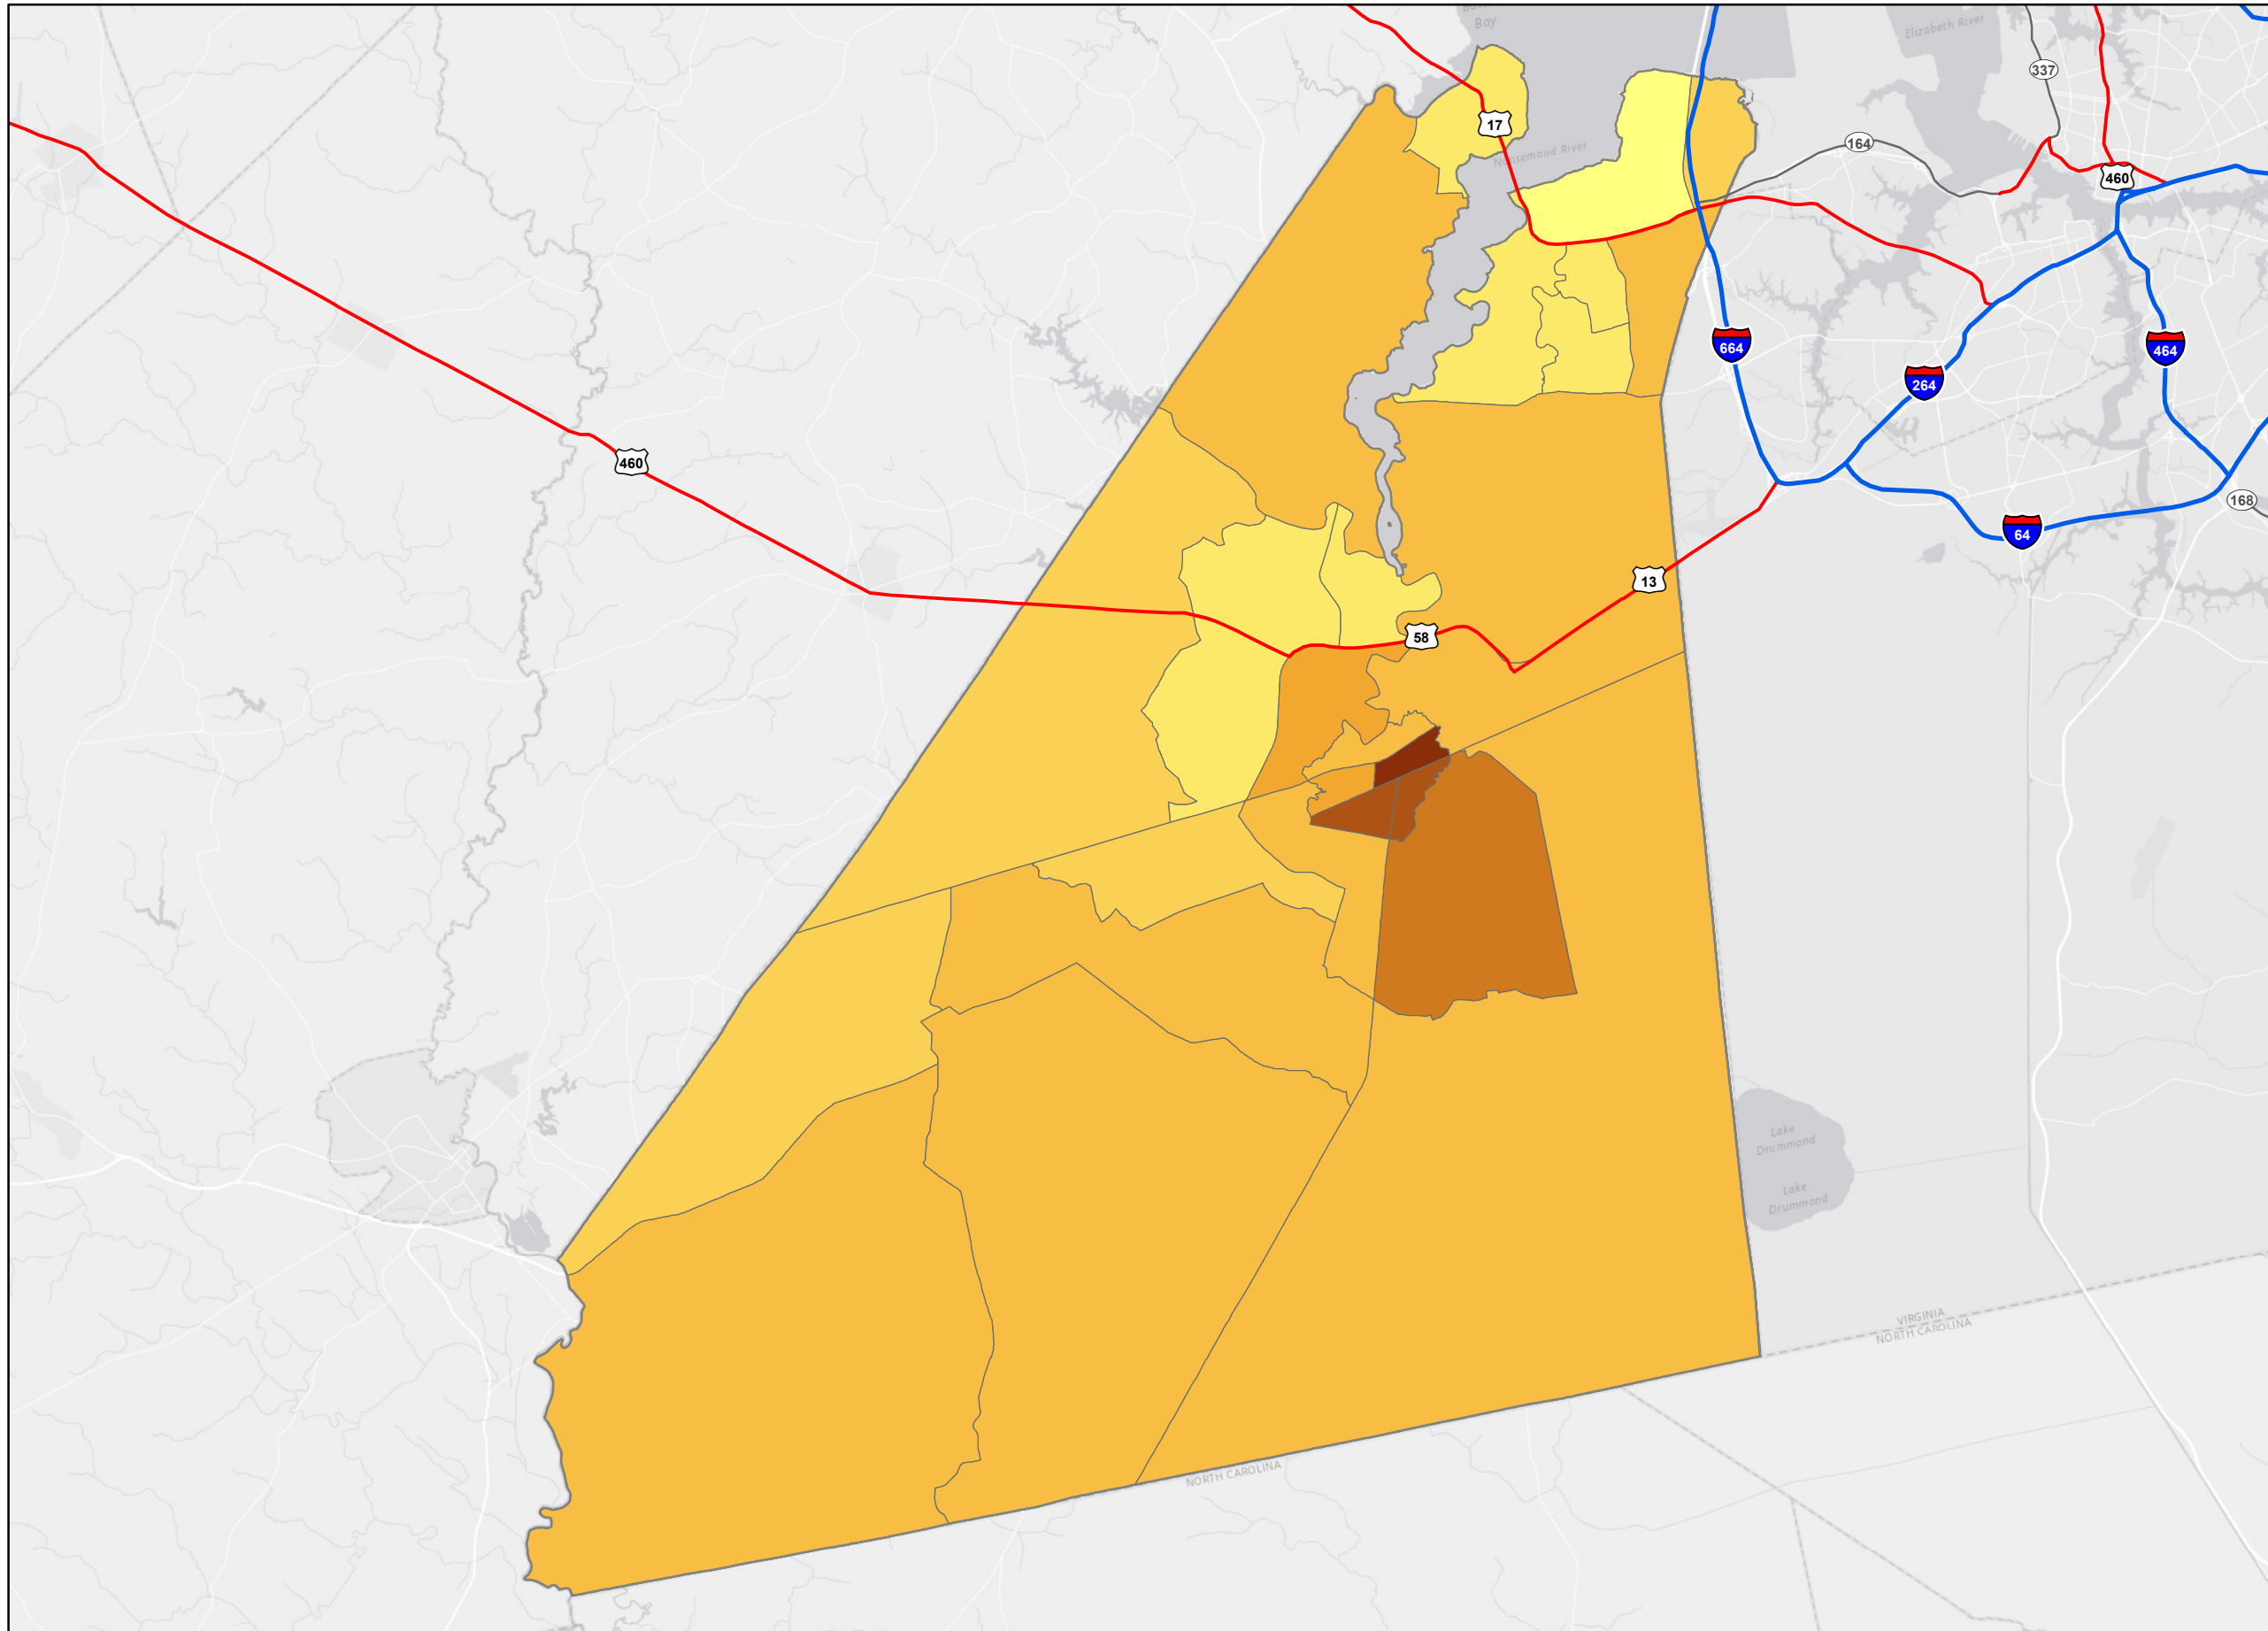 Bay
Elizabeth River
337
17
164
Nansemond River
460
664
464
264
460
168
64
13
58
Lake
Drummond
Lake
Drummond
VIRGINIA
NORTH CAROLINA
NORTH CAROLINA